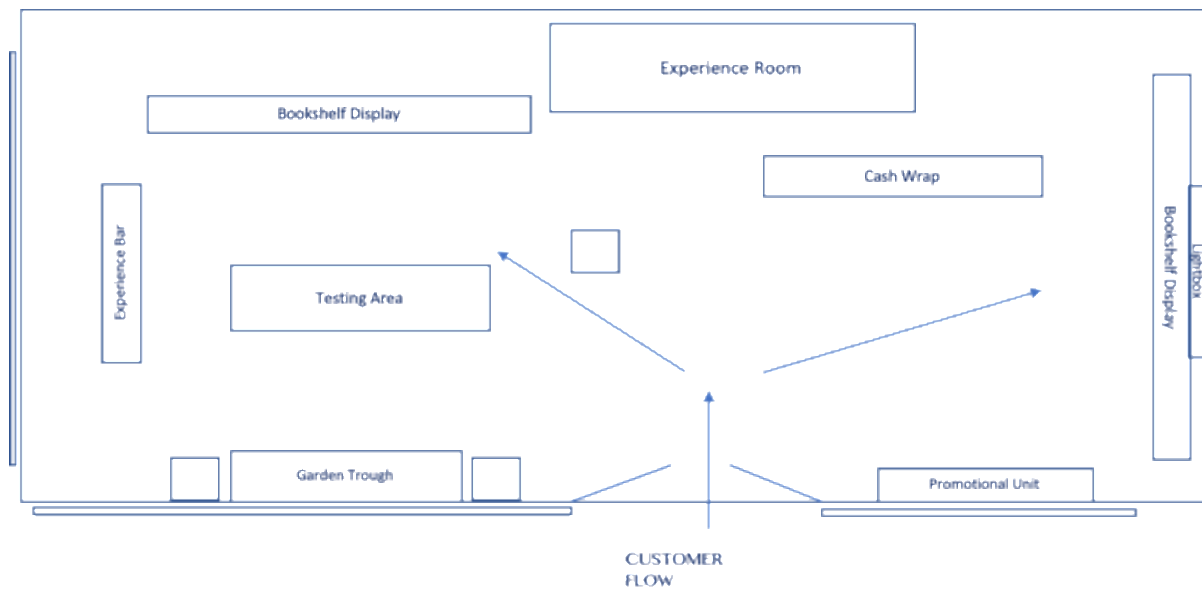 Experience Room
Bookshelf Display
Cash Wrap
Experience Bar
Testing Area
Bookshelf Display
Lightbox
Garden Trough
Promotional Unit
CUSTOMER
FLOW